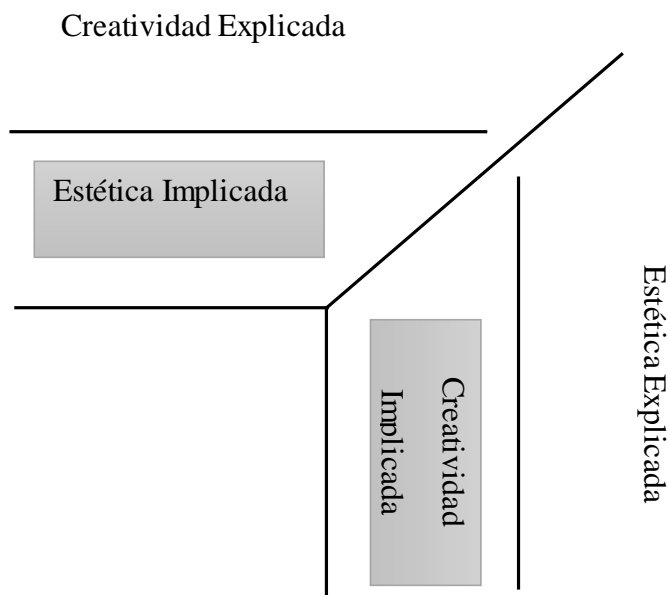 Creatividad Explicada
Estética Implicada
Estética Explicada
Creatividad
Implicada